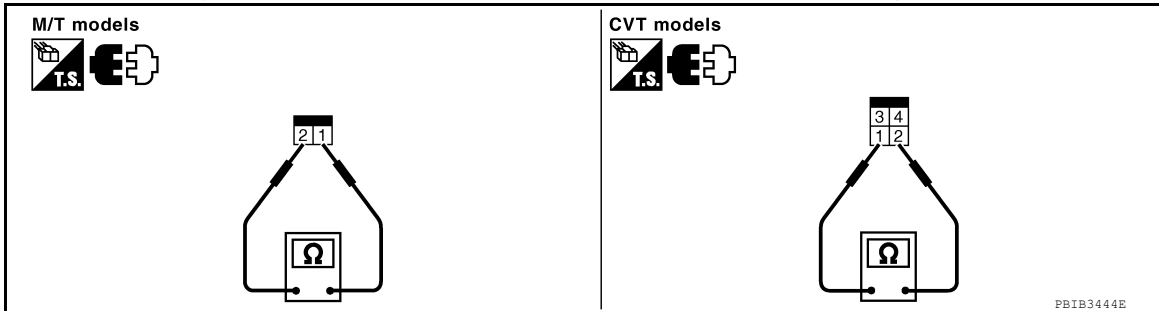 M/T models
T.S.
2 1
Ω
CVT models
T.S.
3 4
1 2
Ω
PBIB3444E